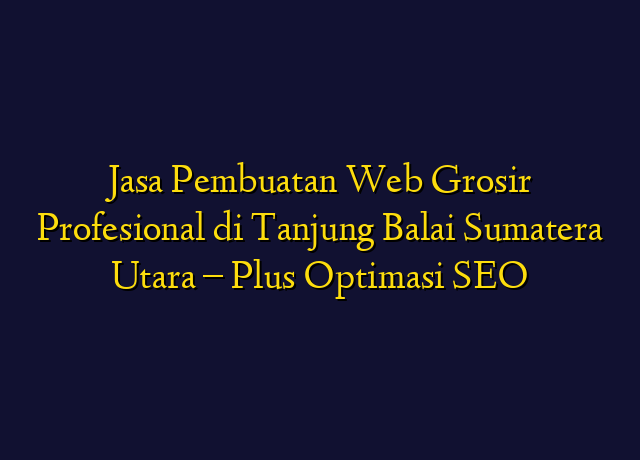 Jasa Pembuatan Web Grosir
Profesional di Tanjung Balai Sumatera
Utara – Plus Optimasi SEO